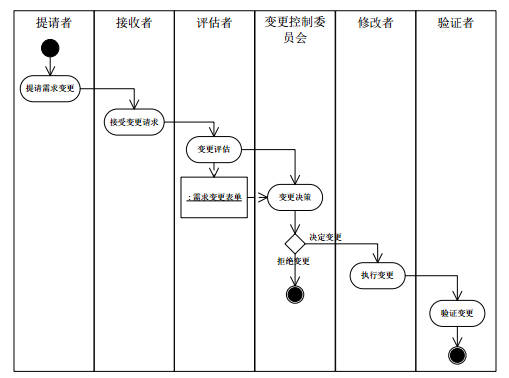 提请者
接收者
评估者
变更控制委
员会
修改者
验证者
提请需求变更
接受变更请求
变更评估
:需求变更表单
变更决策
决定变更
拒绝变更
执行变更
验证变更